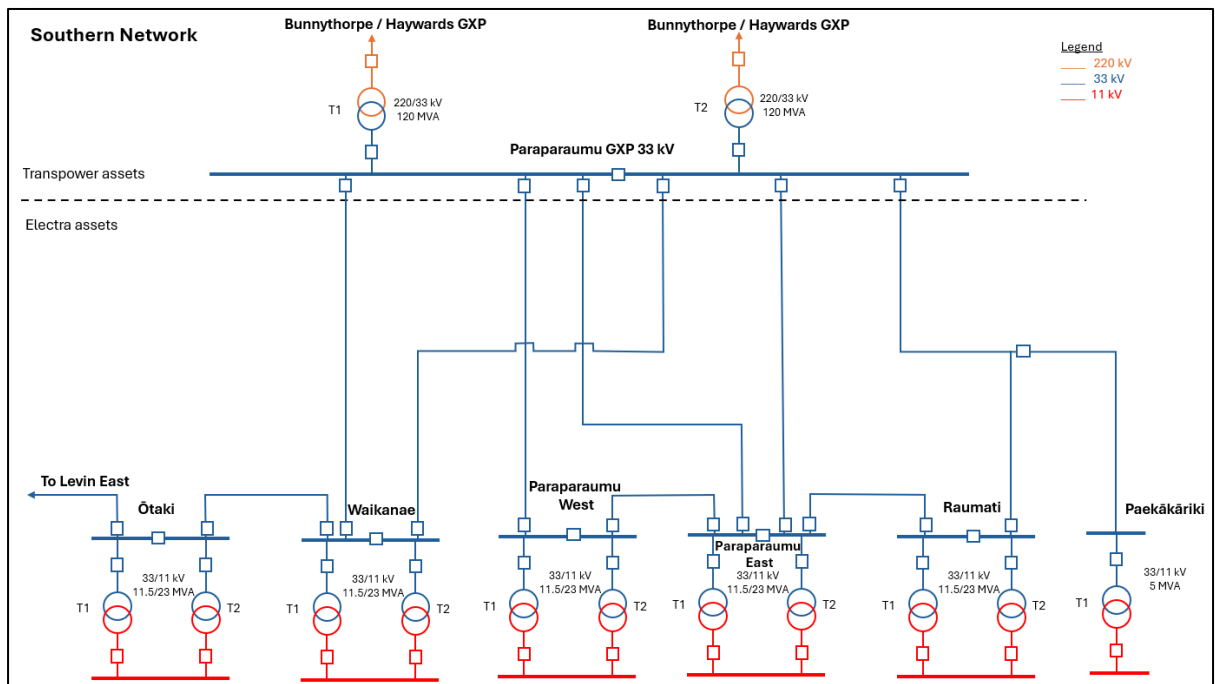 Southern Network
Bunnythorpe / Haywards GXP
Bunnythorpe / Haywards GXP
Legend
220 kV
33 kV
11 kV
T1
220/33 kV
120 MVA
T2
220/33 kV
120 MVA
Paraparaumu GXP 33 kV
Transpower assets
Electra assets
To Levin East
Ōtaki
Waikanae
Paraparaumu
West
Paraparaumu
East
Raumati
Paekākāriki
T1
33/11 kV
11.5/23 MVA
T2
T1
33/11 kV
11.5/23 MVA
T2
T1
33/11 kV
11.5/23 MVA
T2
T1
33/11 kV
11.5/23 MVA
T2
T1
33/11 kV
11.5/23 MVA
T2
T1
33/11 kV
5 MVA